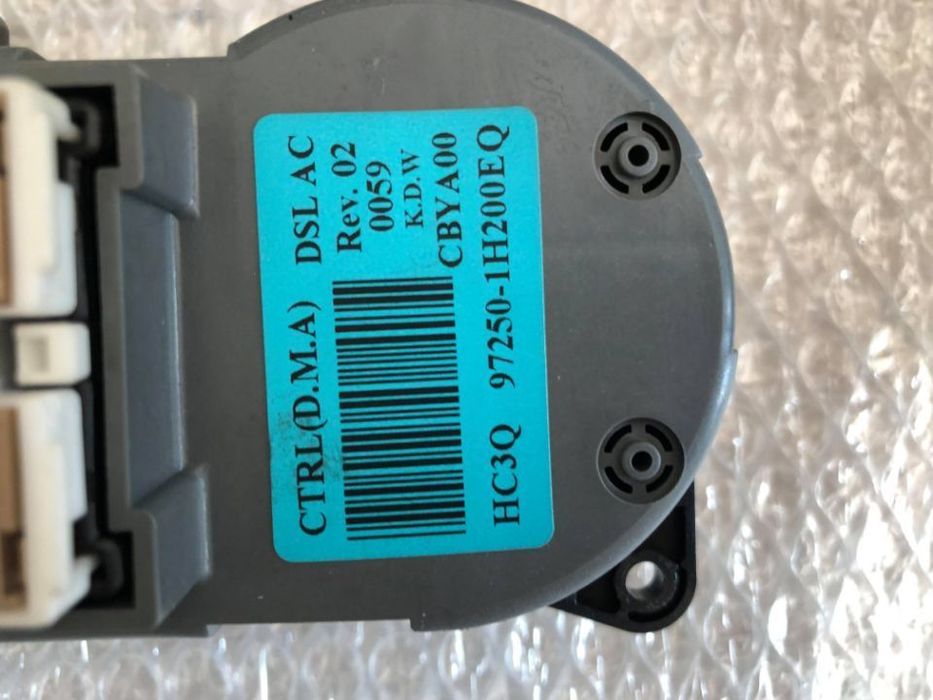 CTRL(D.M.A) DSL AC
Rev. 02
0059
K.D.W
CBYA00
HC3Q 97250-1H200EQ